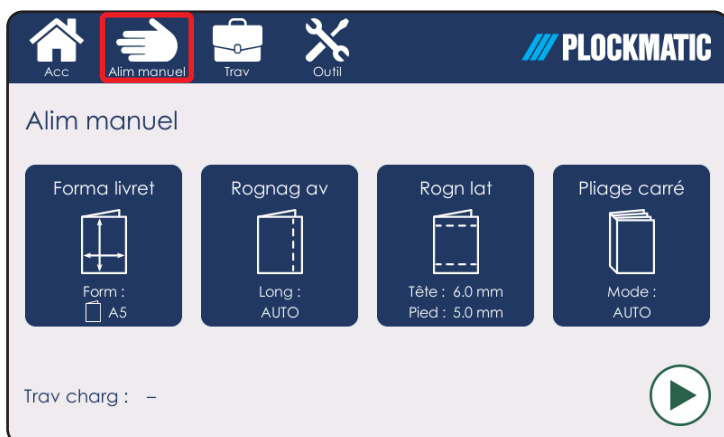 Acc
Alim manuel
Trav
Outil
PLOCKMATIC
Alim manuel
Forma livret
Form :
A5
Rognag av
Long :
AUTO
Rogn lat
Tête : 6.0 mm
Pied : 5.0 mm
Pliage carré
Mode :
AUTO
Trav charg : –